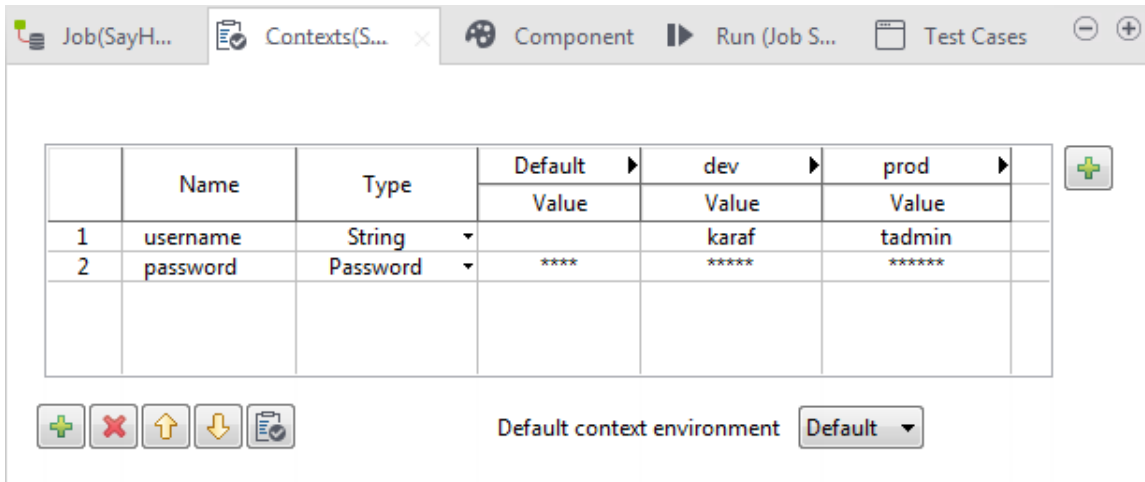 Job(SayH... Contexts(S... Component Run (Job S... Test Cases
Name Type Default dev prod
Value Value Value
1 username String karaf tadmin
2 password Password **** ***** ******
Default context environment Default